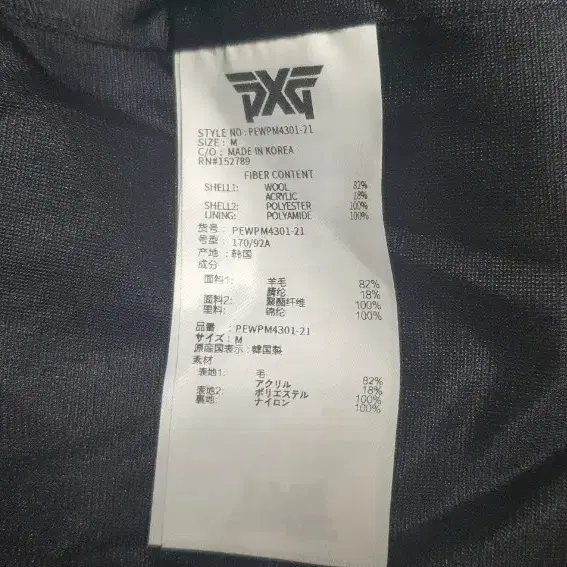 PXG
STYLE NO : PEWPM4301-21
SIZE : M
C/O : MADE IN KOREA
RN#152789
FIBER CONTENT
SHELL1: WOOL 82%
ACRYLIC 18%
SHELL2: POLYESTER 100%
LINING: POLYAMIDE 100%
货号 : PEWPM4301-21
号型 : 170/92A
产地 : 韩国
成分
面料1: 羊毛 82%
腈纶 18%
面料2: 聚酯纤维 100%
里料: 锦纶 100%
品番 : PEWPM4301-21
サイズ : M
原産国表示 : 韓国製
素材
表地1: 毛 82%
アクリル 18%
表地2: ポリエステル 100%
裏地: ナイロン 100%